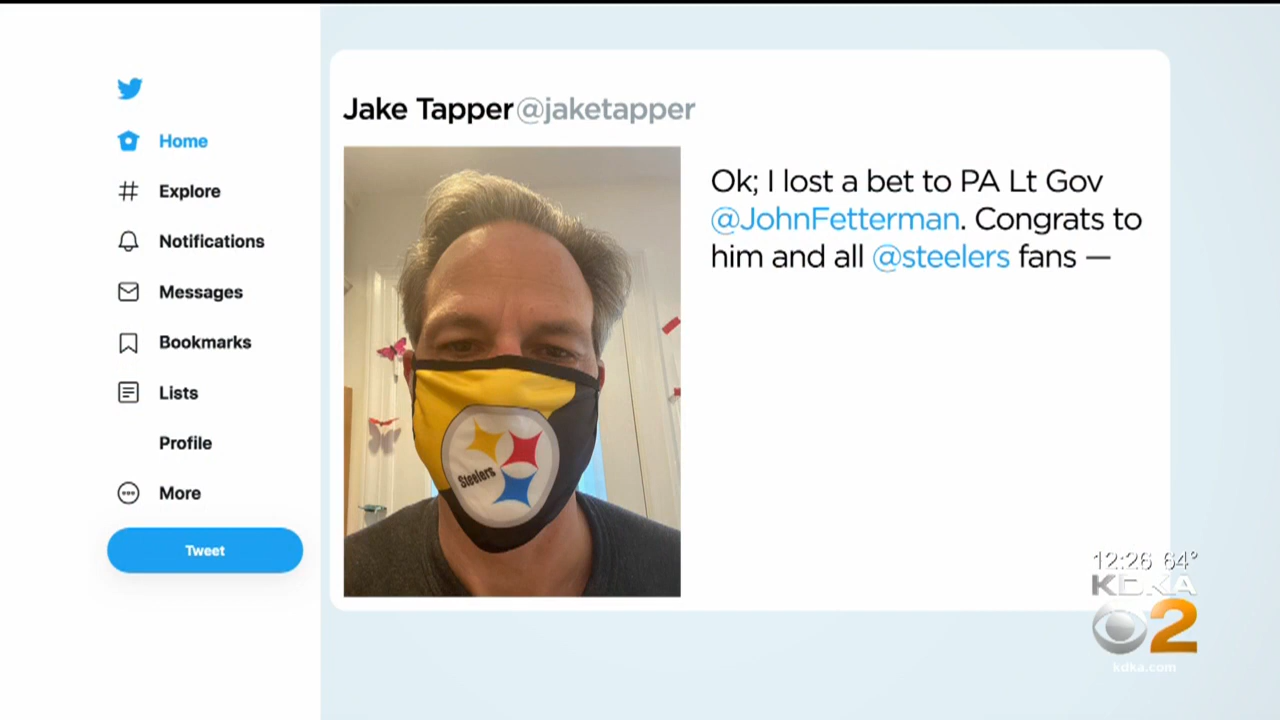 Jake Tapper @jaketapper
Home
Explore
Notifications
Messages
Bookmarks
Lists
Profile
More
Tweet
Ok; I lost a bet to PA Lt Gov
@JohnFetterman. Congrats to
him and all @steelers fans —
Steelers
12:26 64°
KDKA
2
kdka.com